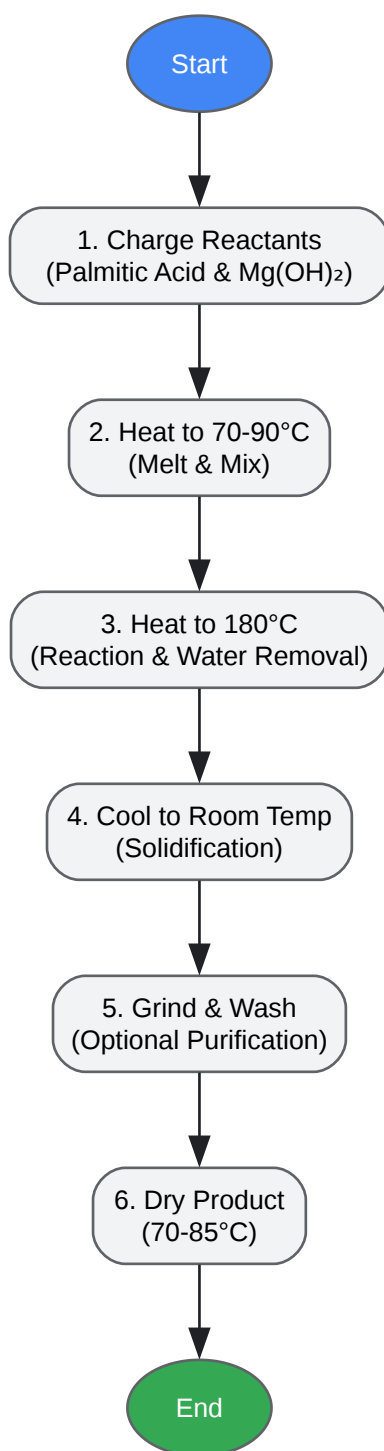 Start
1. Charge Reactants
(Palmitic Acid & Mg(OH)₂)
2. Heat to 70-90°C
(Melt & Mix)
3. Heat to 180°C
(Reaction & Water Removal)
4. Cool to Room Temp
(Solidification)
5. Grind & Wash
(Optional Purification)
6. Dry Product
(70-85°C)
End